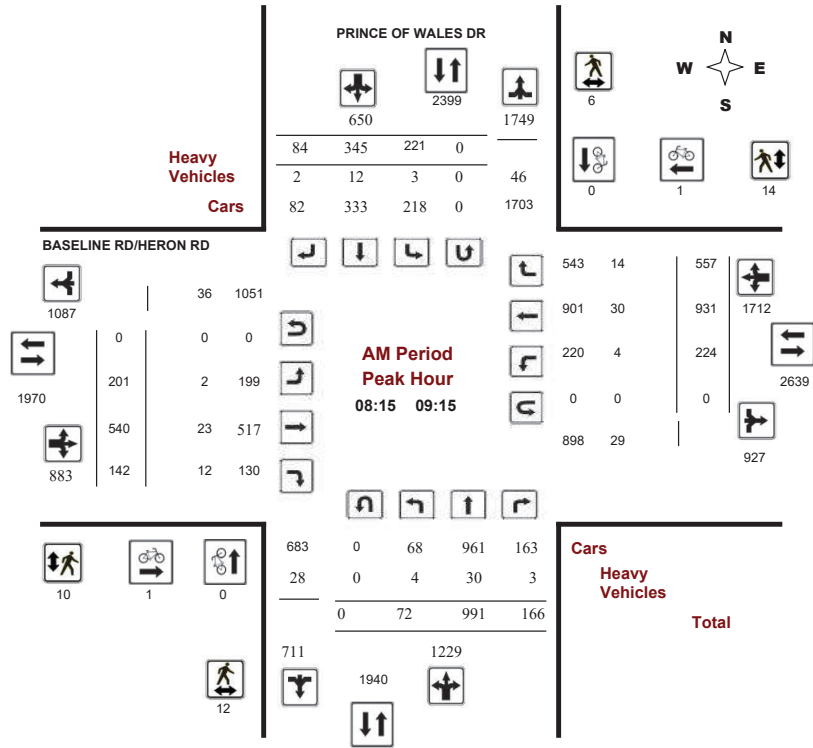 PRINCE OF WALES DR
N
W E
S
2399
6
650
1749
84 345 221 0
Heavy
Vehicles
2 12 3 0 46
Cars
82 333 218 0 1703
0 1 14
BASELINE RD/HERON RD
543 14 557
1087
36 1051
901 30 931
1712
0 0 0
AM Period
Peak Hour
08:15 09:15
220 4 224
2639
1970
201 2 199
0 0 0
540 23 517
898 29
927
883
142 12 130
683 0 68 961 163
Cars
28 0 4 30 3
Heavy
Vehicles
10 1 0
0 72 991 166
Total
711 1229
1940
12